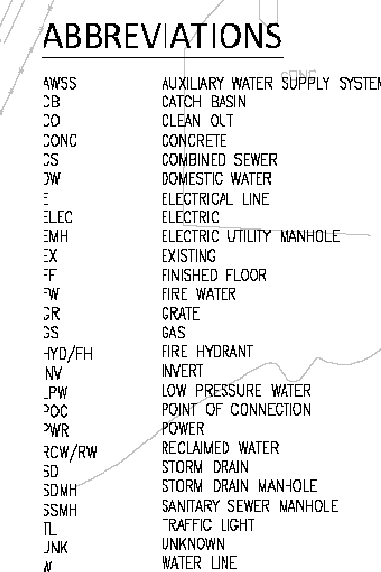 ABBREVIATIONS
AWSS AUXILIARY WATER SUPPLY SYSTEM
CB CATCH BASIN
CO CLEAN OUT
CONC CONCRETE
CS COMBINED SEWER
DW DOMESTIC WATER
E ELECTRICAL LINE
ELEC ELECTRIC
EMH ELECTRIC UTILITY MANHOLE
EX EXISTING
FF FINISHED FLOOR
FW FIRE WATER
GR GRATE
GS GAS
HYD/FH FIRE HYDRANT
INV INVERT
LPW LOW PRESSURE WATER
POC POINT OF CONNECTION
PWR POWER
RCW/RW RECLAIMED WATER
SD STORM DRAIN
SDMH STORM DRAIN MANHOLE
SSMH SANITARY SEWER MANHOLE
TL TRAFFIC LIGHT
UNK UNKNOWN
W WATER LINE